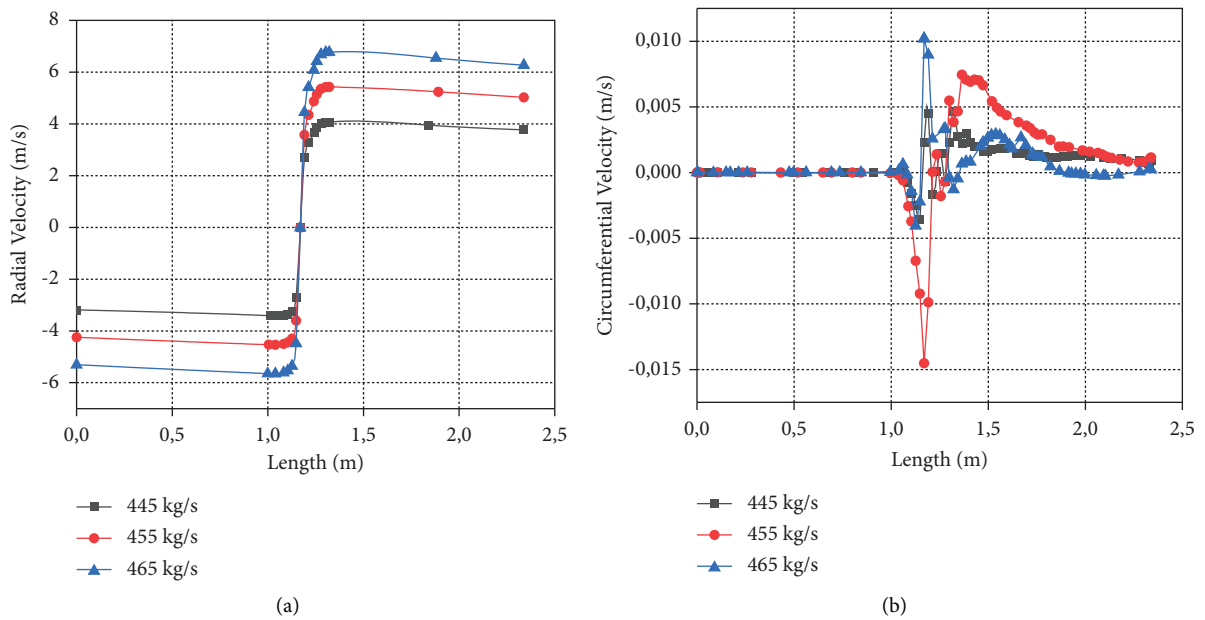 8
6
4
2
0
-2
-4
-6
Radial Velocity (m/s)
0,0
0,5
1,0
1,5
2,0
2,5
Length (m)
445 kg/s
455 kg/s
465 kg/s
(a)
0,010
0,005
0,000
-0,005
-0,010
-0,015
Circumferential Velocity (m/s)
0,0
0,5
1,0
1,5
2,0
2,5
Length (m)
445 kg/s
455 kg/s
465 kg/s
(b)